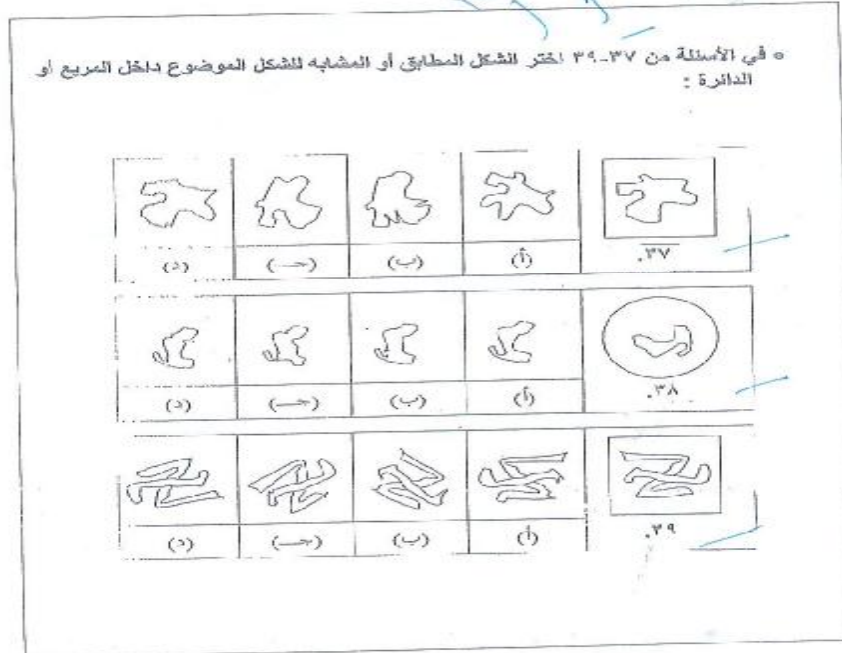 ه في الأسئلة من ٣٧-٣٩ اختر الشكل المطابق أو المشابه للشكل الموضوع داخل المربع أو
الدائرة :
٣٧.
(أ) (ب) (جـ) (د)
٣٨.
(أ) (ب) (جـ) (د)
٣٩.
(أ) (ب) (جـ) (د)